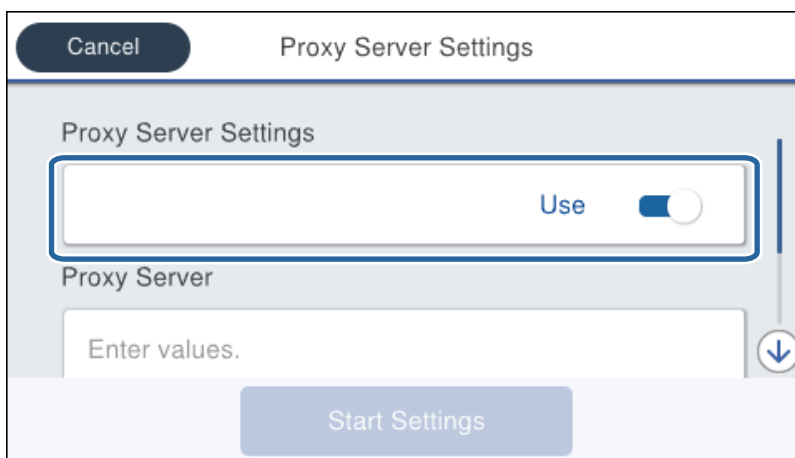 Cancel
Proxy Server Settings
Proxy Server Settings
Use
Proxy Server
Enter values.
Start Settings